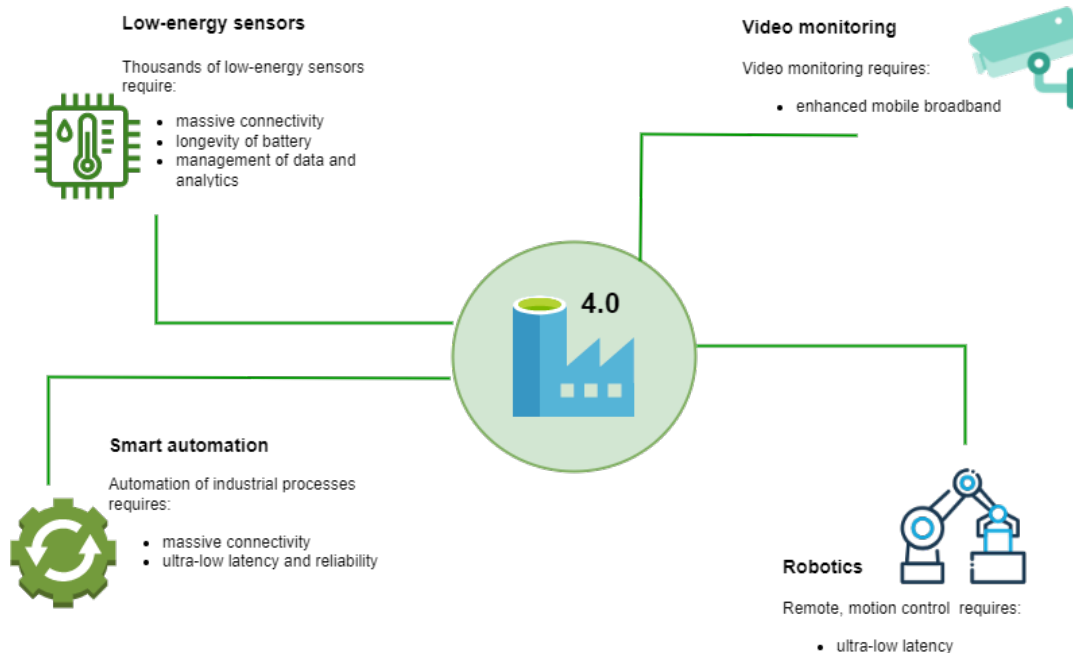 Low-energy sensors
Thousands of low-energy sensors
require:
• massive connectivity
• longevity of battery
• management of data and
analytics
Video monitoring
Video monitoring requires:
• enhanced mobile broadband
4.0
Smart automation
Automation of industrial processes
requires:
• massive connectivity
• ultra-low latency and reliability
Robotics
Remote, motion control requires:
• ultra-low latency